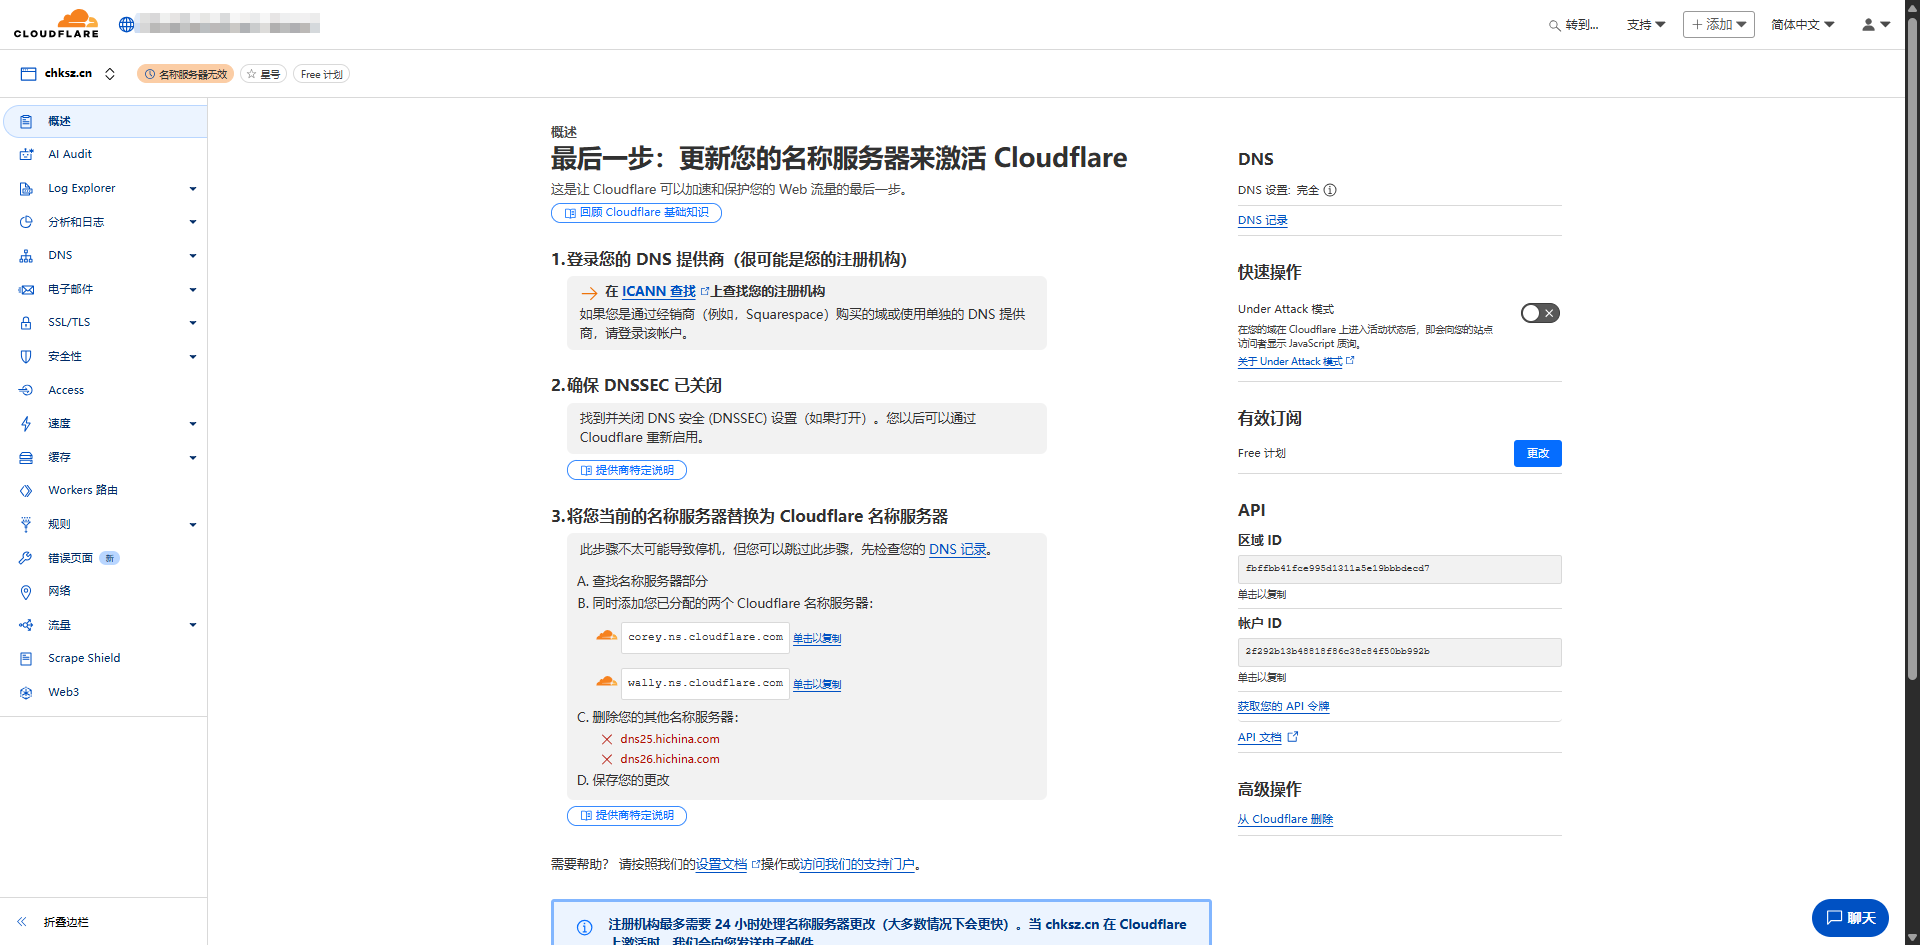 CLOUDFLARE
转到...
支持
添加
简体中文
chksz.cn
名称服务器无效
星号
Free 计划
概述
AI Audit
Log Explorer
分析和日志
DNS
电子邮件
SSL/TLS
安全性
Access
速度
缓存
Workers 路由
规则
错误页面 新
网络
流量
Scrape Shield
Web3
折叠边栏
概述
最后一步：更新您的名称服务器来激活 Cloudflare
这是让 Cloudflare 可以加速和保护您的 Web 流量的最后一步。
回顾 Cloudflare 基础知识
1.登录您的 DNS 提供商（很可能是您的注册机构）
在 ICANN 查找 上查找您的注册机构
如果您是通过经销商（例如，Squarespace）购买的域或使用单独的 DNS 提供
商，请登录该帐户。
2.确保 DNSSEC 已关闭
找到并关闭 DNS 安全 (DNSSEC) 设置（如果打开）。您以后可以通过
Cloudflare 重新启用。
提供商特定说明
3.将您当前的名称服务器替换为 Cloudflare 名称服务器
此步骤不太可能导致停机，但您可以跳过此步骤，先检查您的 DNS 记录。
A. 查找名称服务器部分
B. 同时添加您已分配的两个 Cloudflare 名称服务器：
corey.ns.cloudflare.com 单击以复制
wally.ns.cloudflare.com 单击以复制
C. 删除您的其他名称服务器：
dns25.hichina.com
dns26.hichina.com
D. 保存您的更改
提供商特定说明
需要帮助？ 请按照我们的设置文档 操作或访问我们的支持门户。
注册机构最多需要 24 小时处理名称服务器更改（大多数情况下会更快）。当 chksz.cn 在 Cloudflare
上激活时，我们会向您发送电子邮件
DNS
DNS 设置: 完全
DNS 记录
快速操作
Under Attack 模式
在您的域在 Cloudflare 上进入活动状态后，即会向您的站点
访问者显示 JavaScript 质询。
关于 Under Attack 模式
有效订阅
Free 计划
更改
API
区域 ID
fbffbb41fce995d1311a5e19bbbdecd7
单击以复制
帐户 ID
2f292b13b48818f86c38c84f50bb992b
单击以复制
获取您的 API 令牌
API 文档
高级操作
从 Cloudflare 删除
聊天